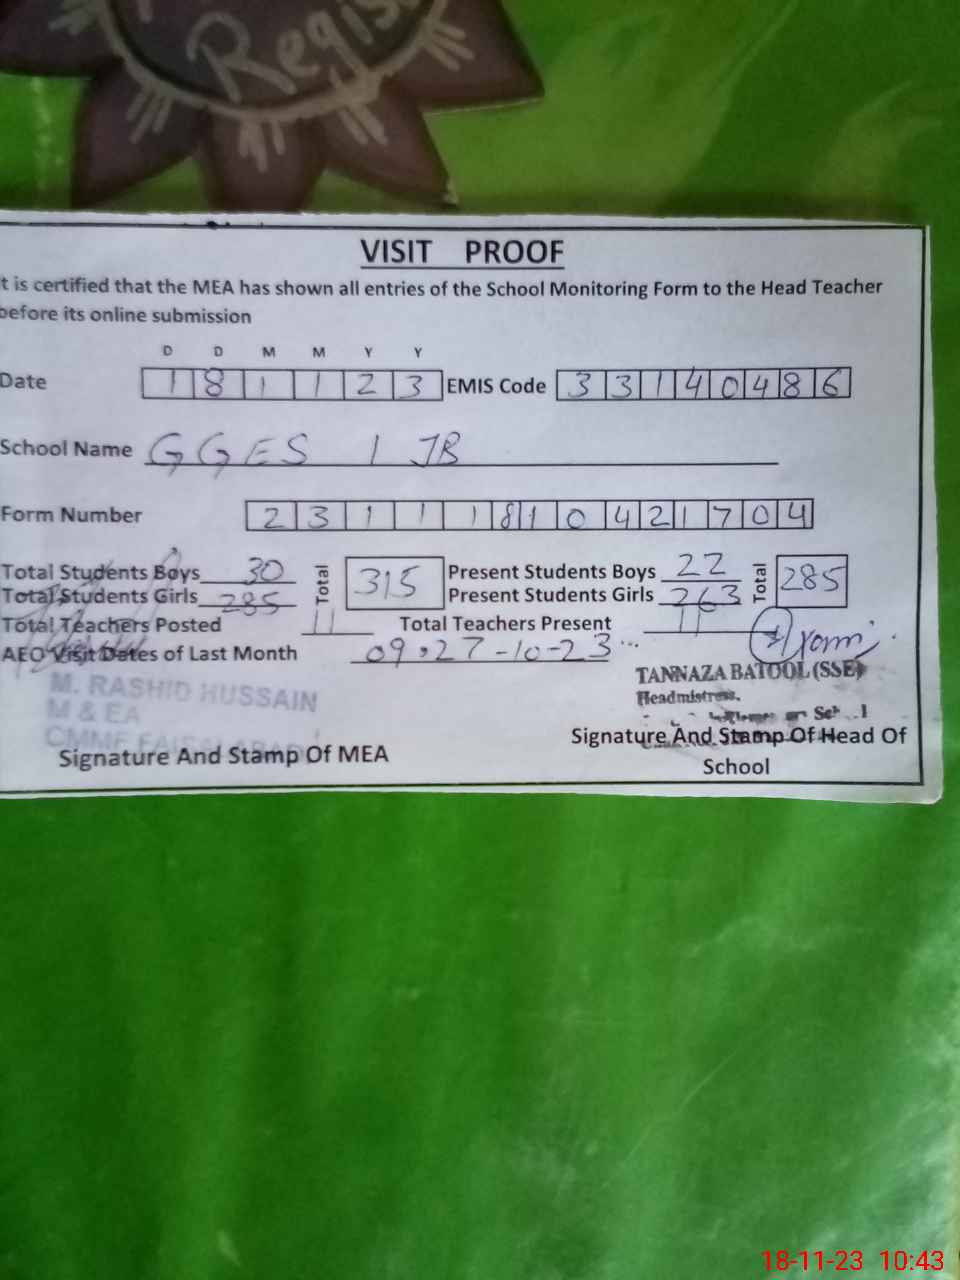 Regis
VISIT PROOF
t is certified that the MEA has shown all entries of the School Monitoring Form to the Head Teacher
before its online submission
D D M M Y Y
Date 1 8 1 1 2 3 EMIS Code 3 3 1 4 0 4 8 6
School Name GGES 1 JB
Form Number 2 3 1 1 1 8 1 0 4 2 1 7 0 4
Total Students Boys 30 Total 315 Present Students Boys 22 Total 285
Total Students Girls 285 Present Students Girls 263
Total Teachers Posted 11 Total Teachers Present 11
AEO Visit Dates of Last Month 09, 27-10-23
M. RASHID HUSSAIN
M & EA
CMMF FAISALABAD
Signature And Stamp Of MEA
TANNAZA BATOOL (SSE)
Headmistress.
Signature And Stamp Of Head Of
School
18-11-23 10:43